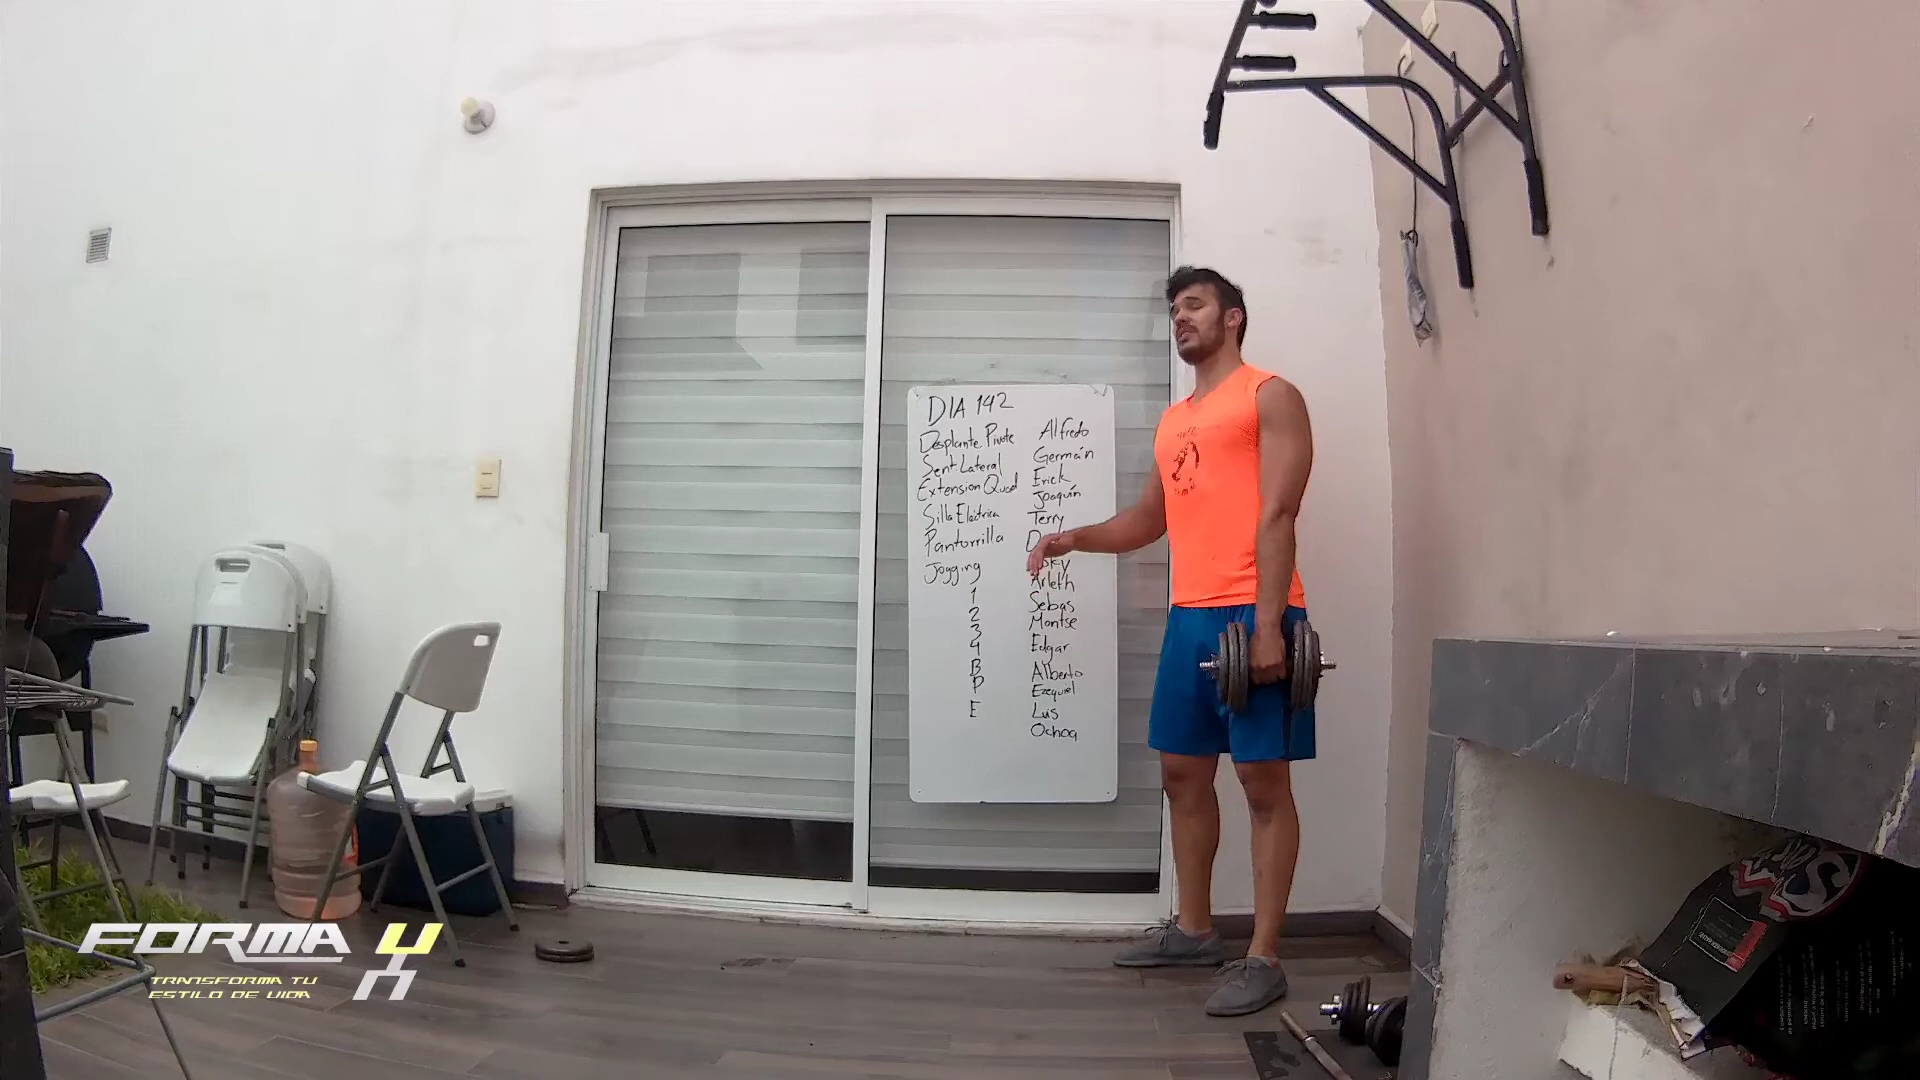 DIA 142
Desplante Pivote
Sent Lateral
Extension Quad
Silla Eléctrica
Pantorrilla
Jogging
1
2
3
4
B
P
E
Alfredo
Germán
Erick
Joaquín
Terry
Arleth
Sebas
Montse
Edgar
Alberto
Ezequiel
Luis
Ochoa
FORMA
TRANSFORMA TU
ESTILO DE VIDA